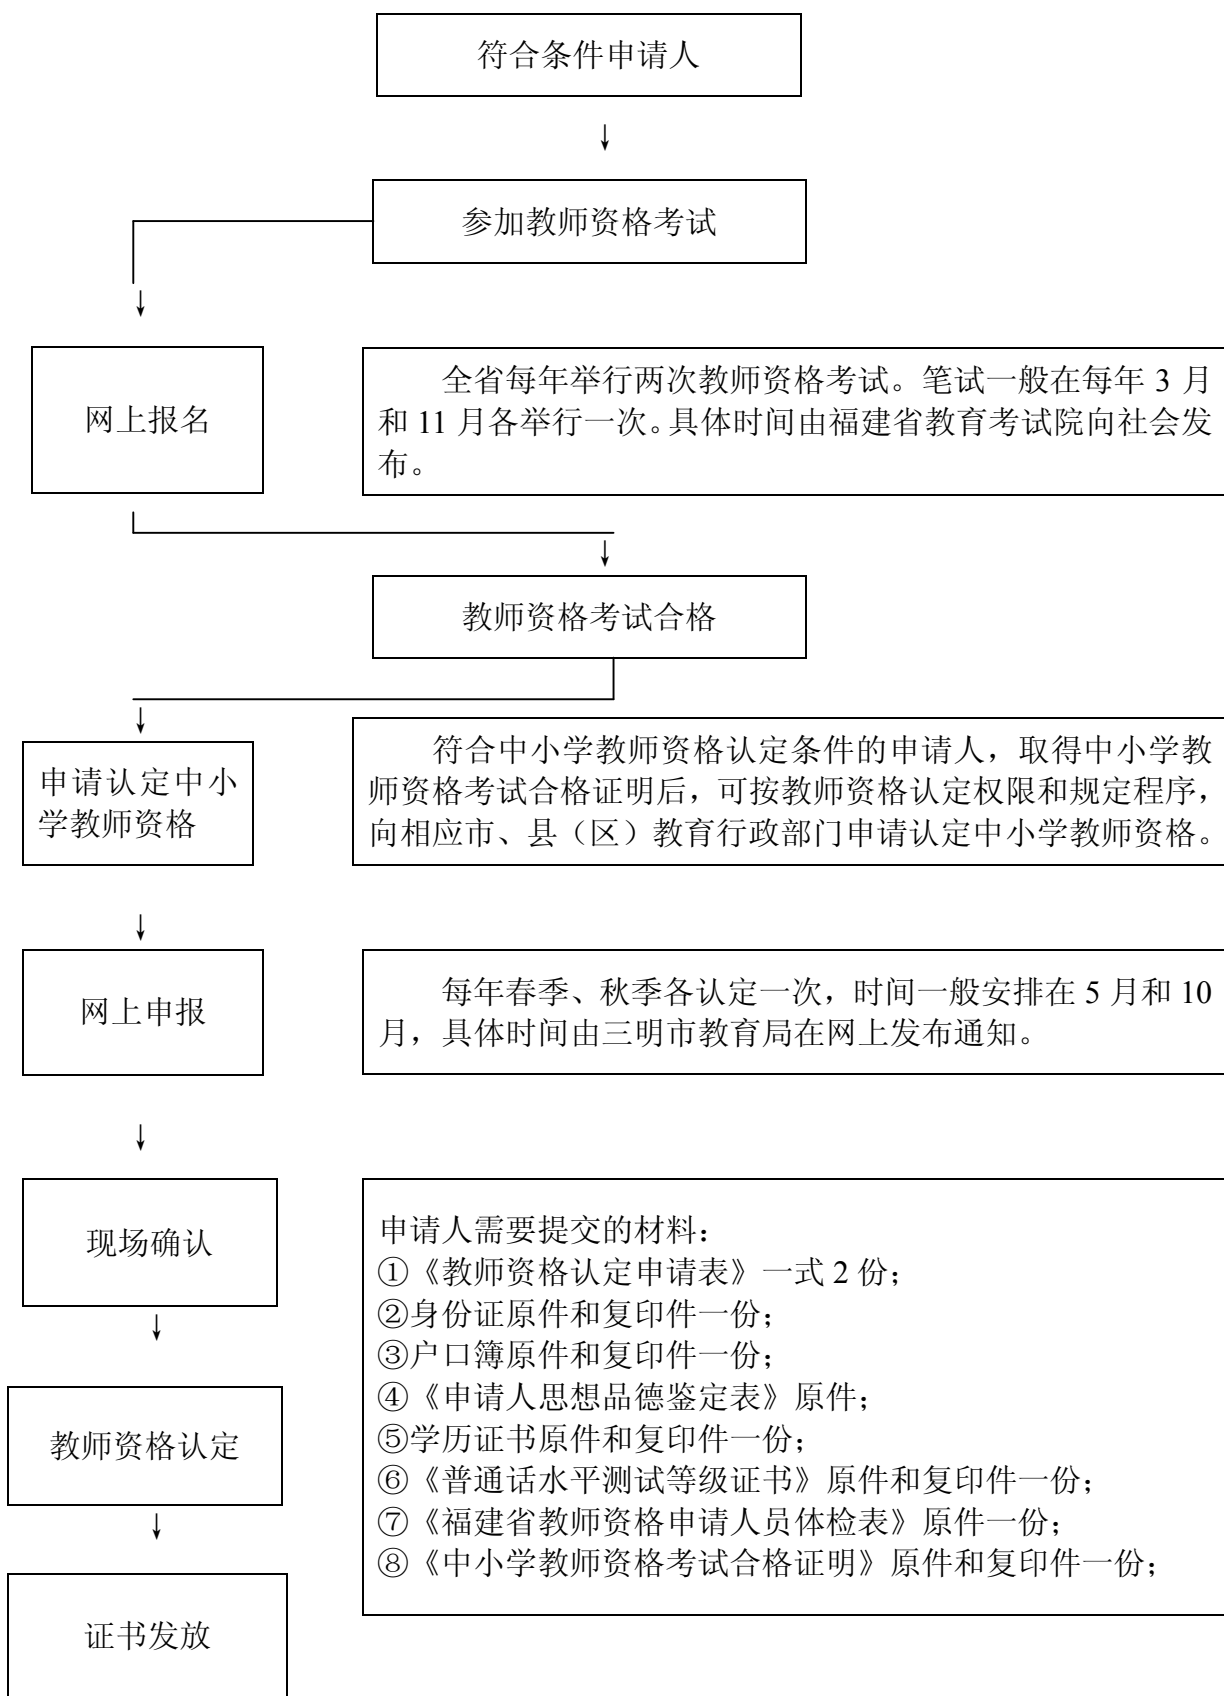 符合条件申请人
↓
参加教师资格考试
↓
网上报名
全省每年举行两次教师资格考试。笔试一般在每年 3 月
和 11 月各举行一次。具体时间由福建省教育考试院向社会发
布。
↓
教师资格考试合格
↓
申请认定中小
学教师资格
符合中小学教师资格认定条件的申请人，取得中小学教
师资格考试合格证明后，可按教师资格认定权限和规定程序，
向相应市、县（区）教育行政部门申请认定中小学教师资格。
↓
网上申报
每年春季、秋季各认定一次，时间一般安排在 5 月和 10
月，具体时间由三明市教育局在网上发布通知。
↓
现场确认
↓
教师资格认定
↓
证书发放
申请人需要提交的材料：
①《教师资格认定申请表》一式 2 份；
②身份证原件和复印件一份；
③户口簿原件和复印件一份；
④《申请人思想品德鉴定表》原件；
⑤学历证书原件和复印件一份；
⑥《普通话水平测试等级证书》原件和复印件一份；
⑦《福建省教师资格申请人员体检表》原件一份；
⑧《中小学教师资格考试合格证明》原件和复印件一份；